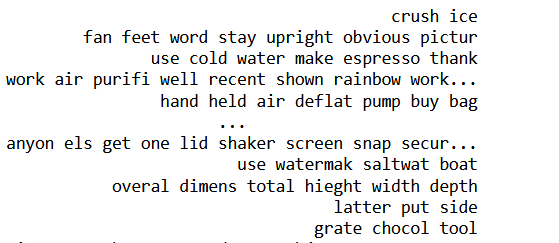 crush ice
fan feet word stay upright obvious pictur
use cold water make espresso thank
work air purifi well recent shown rainbow work...
hand held air deflat pump buy bag
...
anyon els get one lid shaker screen snap secur...
use watermak saltwat boat
overal dimens total hieght width depth
latter put side
grate chocol tool